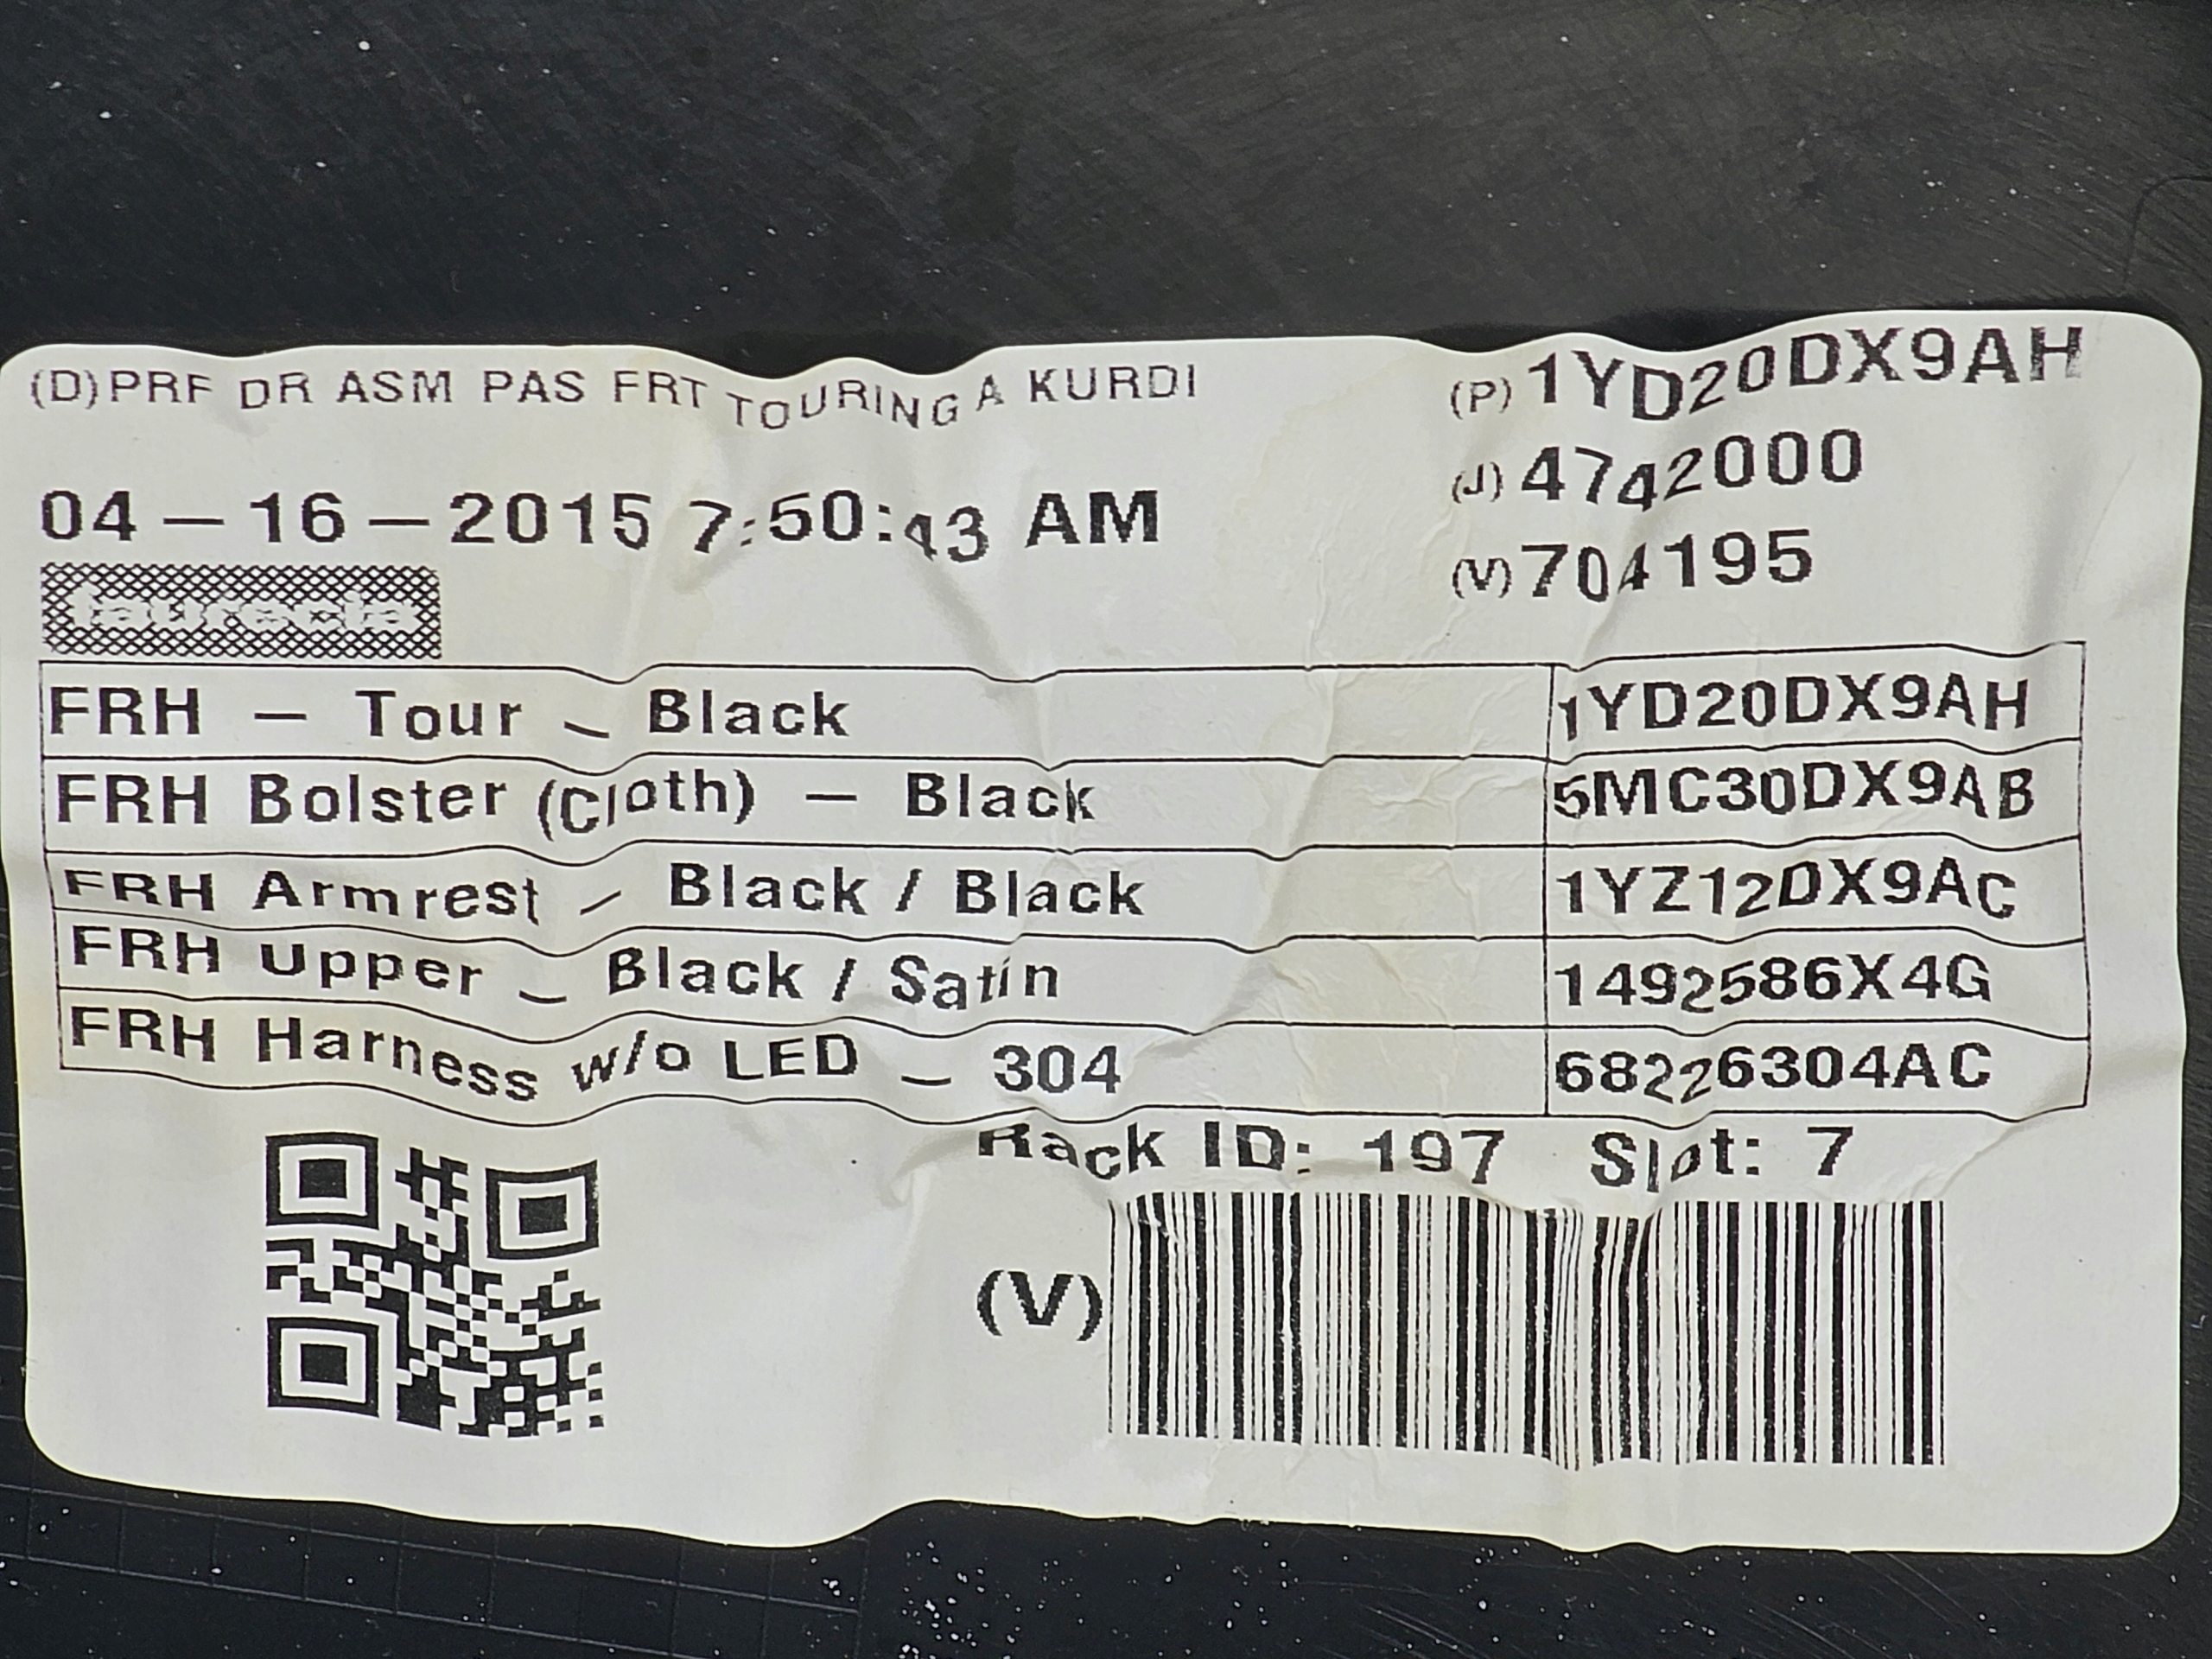 (D)PRF DR ASM PAS FRT TOURING A KURDI
(P) 1YD20DX9AH
(J) 4742000
04-16-2015 7:50:43 AM
(V) 704195
faurecia
FRH - Tour - Black 1YD20DX9AH
FRH Bolster (Cloth) - Black 5MC30DX9AB
FRH Armrest - Black / Black 1YZ12DX9AC
FRH Upper - Black / Satin 1492586X4G
FRH Harness w/o LED - 304 68226304AC
Rack ID: 197 Slot: 7
(V)